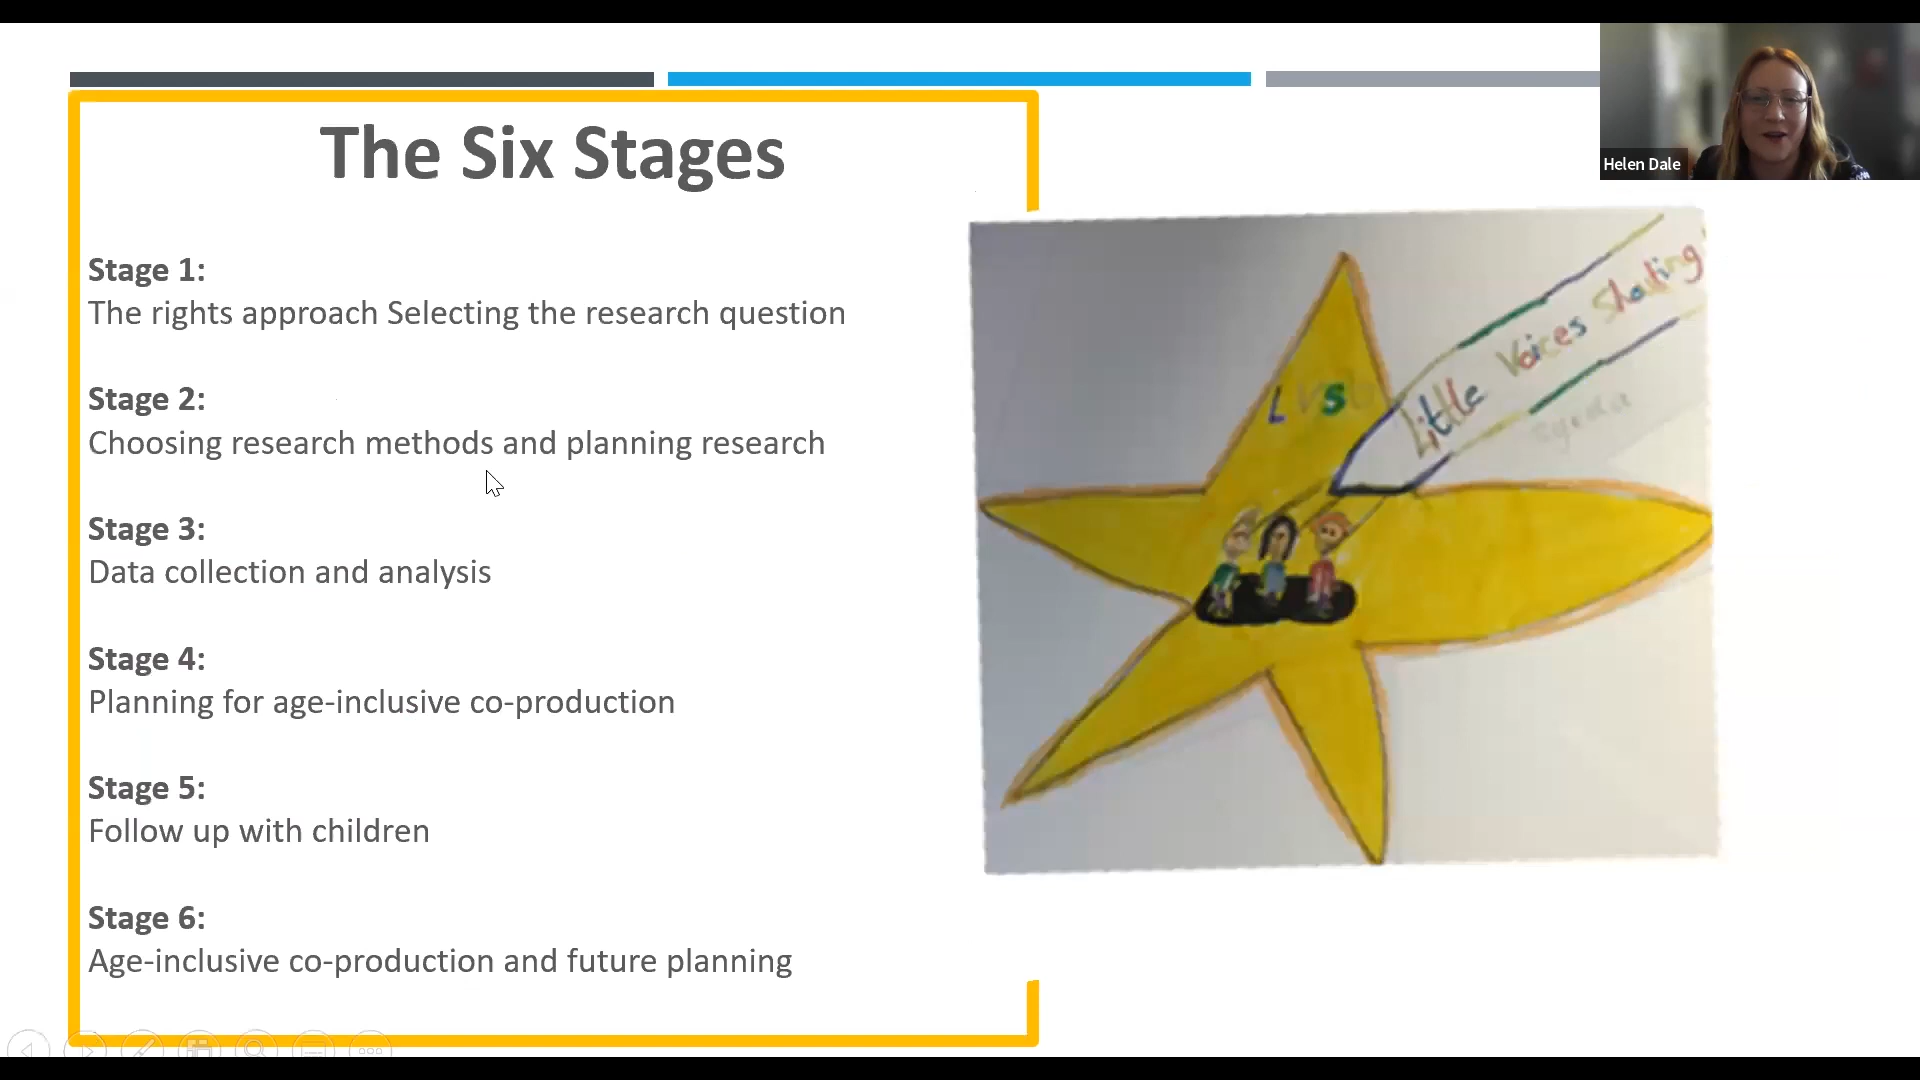 The Six Stages
Stage 1:
The rights approach Selecting the research question
Stage 2:
Choosing research methods and planning research
Stage 3:
Data collection and analysis
Stage 4:
Planning for age-inclusive co-production
Stage 5:
Follow up with children
Stage 6:
Age-inclusive co-production and future planning
Helen Dale
Little Voices Shouting